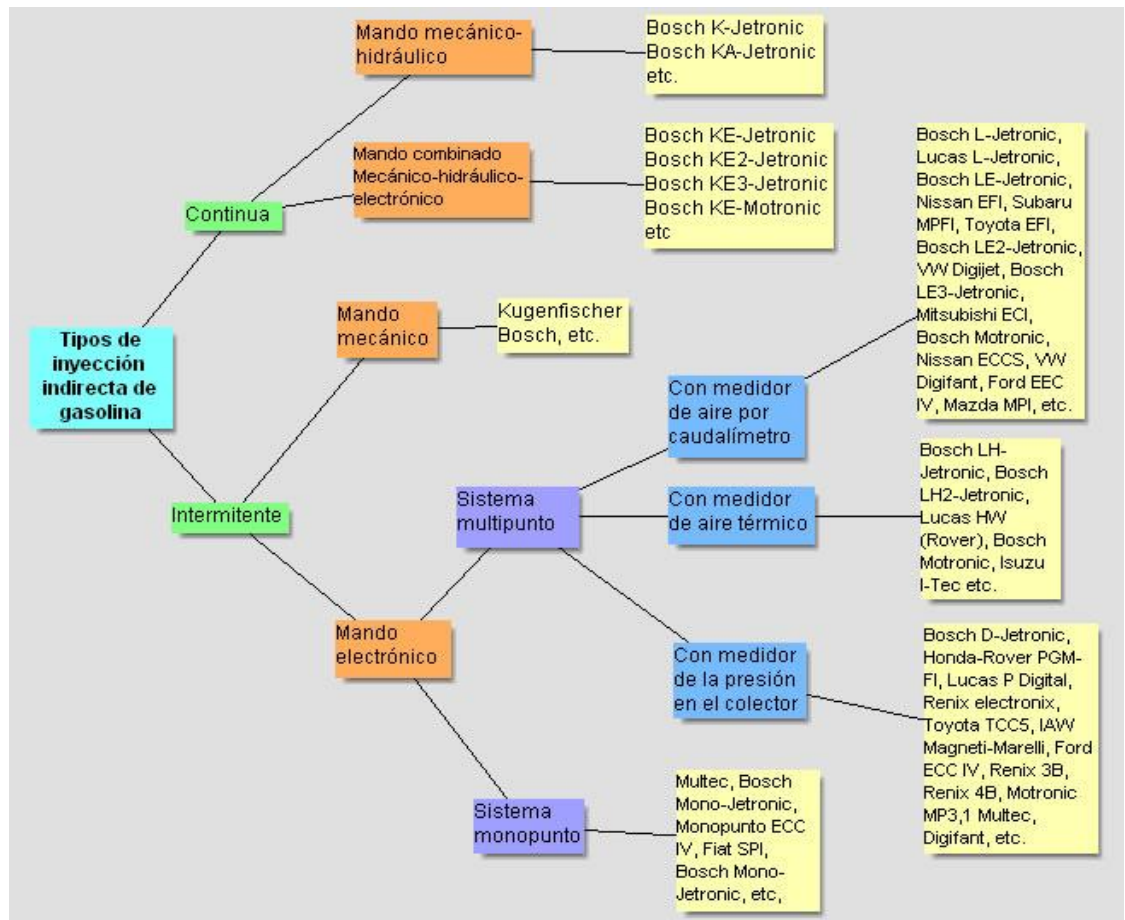 Mando mecánico-
hidráulico
Bosch K-Jetronic
Bosch KA-Jetronic
etc.
Mando combinado
Mecánico-hidráulico-
electrónico
Bosch KE-Jetronic
Bosch KE2-Jetronic
Bosch KE3-Jetronic
Bosch KE-Motronic
etc
Continua
Tipos de
inyección
indirecta de
gasolina
Mando
mecánico
Kugenfischer
Bosch, etc.
Intermitente
Mando
electrónico
Sistema
multipunto
Con medidor
de aire por
caudalímetro
Bosch L-Jetronic,
Lucas L-Jetronic,
Bosch LE-Jetronic,
Nissan EFI, Subaru
MPFI, Toyota EFI,
Bosch LE2-Jetronic,
VW Digijet, Bosch
LE3-Jetronic,
Mitsubishi ECI,
Bosch Motronic,
Nissan ECCS, VW
Digifant, Ford EEC
IV, Mazda MPI, etc.
Con medidor
de aire térmico
Bosch LH-
Jetronic, Bosch
LH2-Jetronic,
Lucas HW
(Rover), Bosch
Motronic, Isuzu
I-Tec etc.
Con medidor
de la presión
en el colector
Bosch D-Jetronic,
Honda-Rover PGM-
FI, Lucas P Digital,
Renix electronix,
Toyota TCC5, IAW
Magneti-Marelli, Ford
ECC IV, Renix 3B,
Renix 4B, Motronic
MP3,1 Multec,
Digifant, etc.
Sistema
monopunto
Multec, Bosch
Mono-Jetronic,
Monopunto ECC
IV, Fiat SPI,
Bosch Mono-
Jetronic, etc,